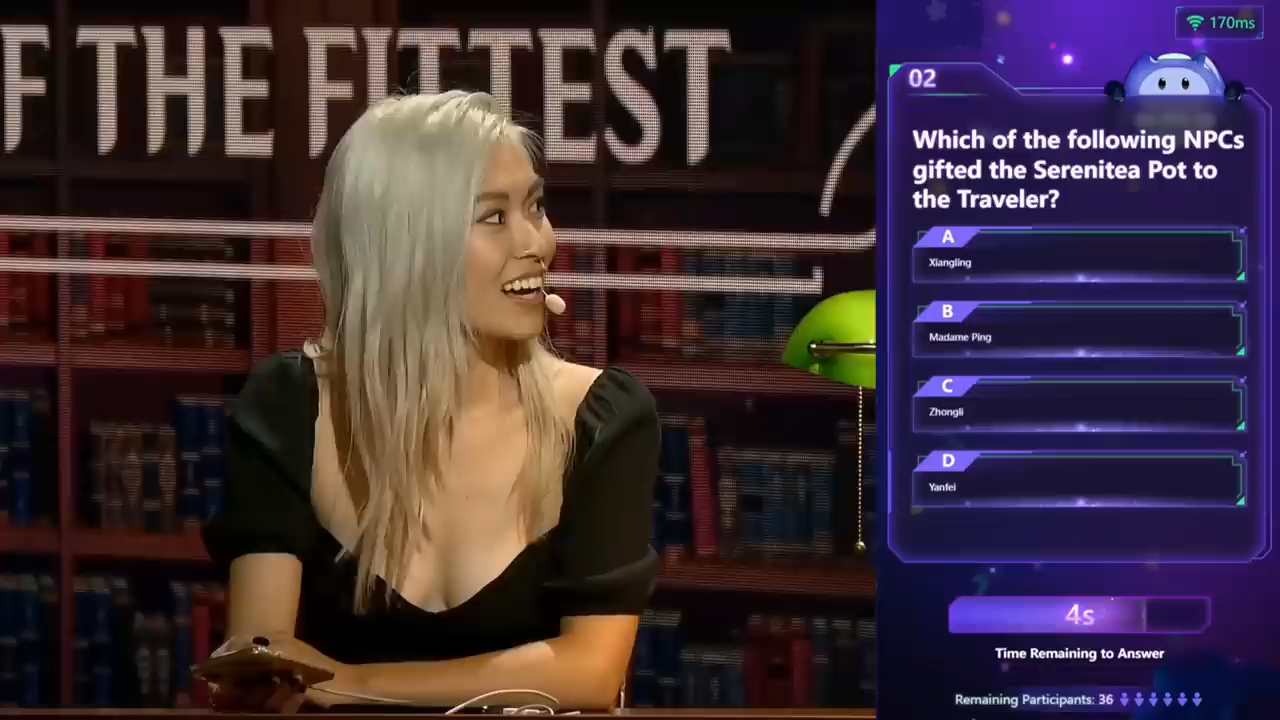 F THE FITTEST
170ms
02
Which of the following NPCs
gifted the Serenitea Pot to
the Traveler?
A
Xiangling
B
Madame Ping
C
Zhongli
D
Yanfei
4s
Time Remaining to Answer
Remaining Participants: 36